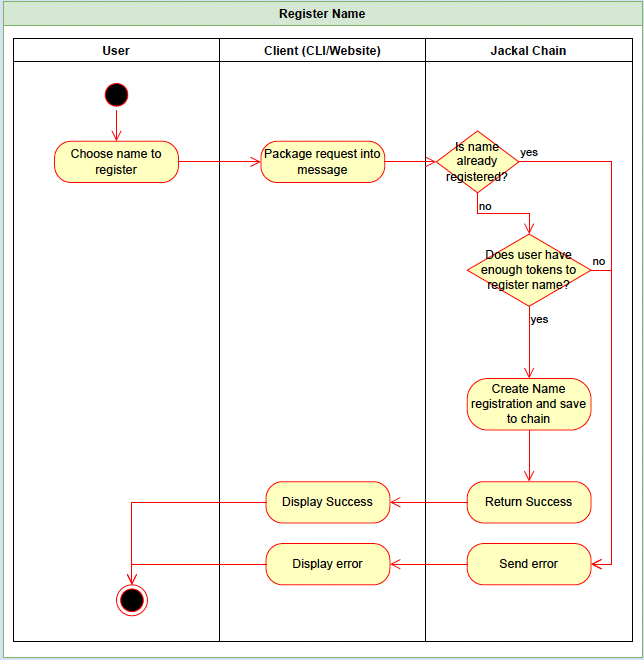 Register Name
User
Client (CLI/Website)
Jackal Chain
Choose name to
register
Package request into
message
Is name
already
registered?
yes
no
Does user have
enough tokens to
register name?
no
yes
Create Name
registration and save
to chain
Display Success
Return Success
Display error
Send error